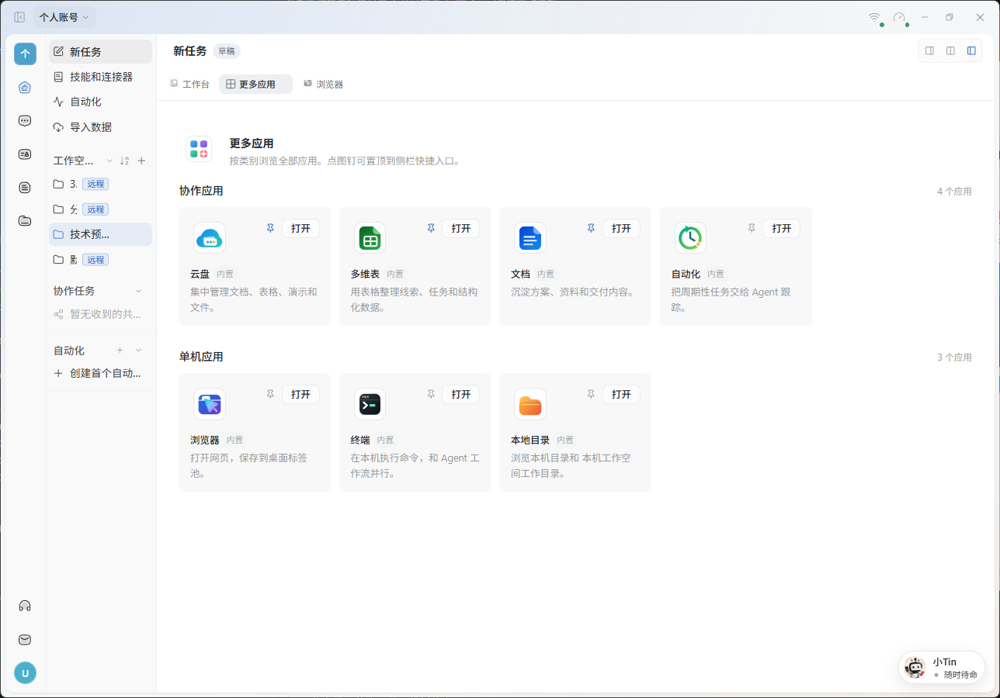 个人账号
新任务
技能和连接器
自动化
导入数据
工作空...
3. 远程
远程
技术预...
远程
协作任务
暂无收到的共...
自动化
创建首个自动...
U
新任务 草稿
工作台 更多应用 浏览器
更多应用
按类别浏览全部应用。点图钉可置顶到侧栏快捷入口。
协作应用 4 个应用
打开
云盘 内置
集中管理文档、表格、演示和
文件。
打开
多维表 内置
用表格整理线索、任务和结构
化数据。
打开
文档 内置
沉淀方案、资料和交付内容。
打开
自动化 内置
把周期性任务交给 Agent 跟
踪。
单机应用 3 个应用
打开
浏览器 内置
打开网页，保存到桌面标签
池。
打开
终端 内置
在本机执行命令，和 Agent 工
作流并行。
打开
本地目录 内置
浏览本机目录和 本机工作空
间工作目录。
小Tin
随时待命